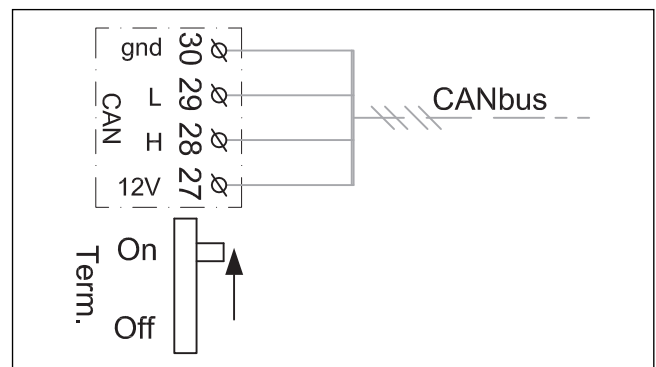 gnd 30
L 29
CANbus
CAN
H 28
12V 27
On
Term.
Off